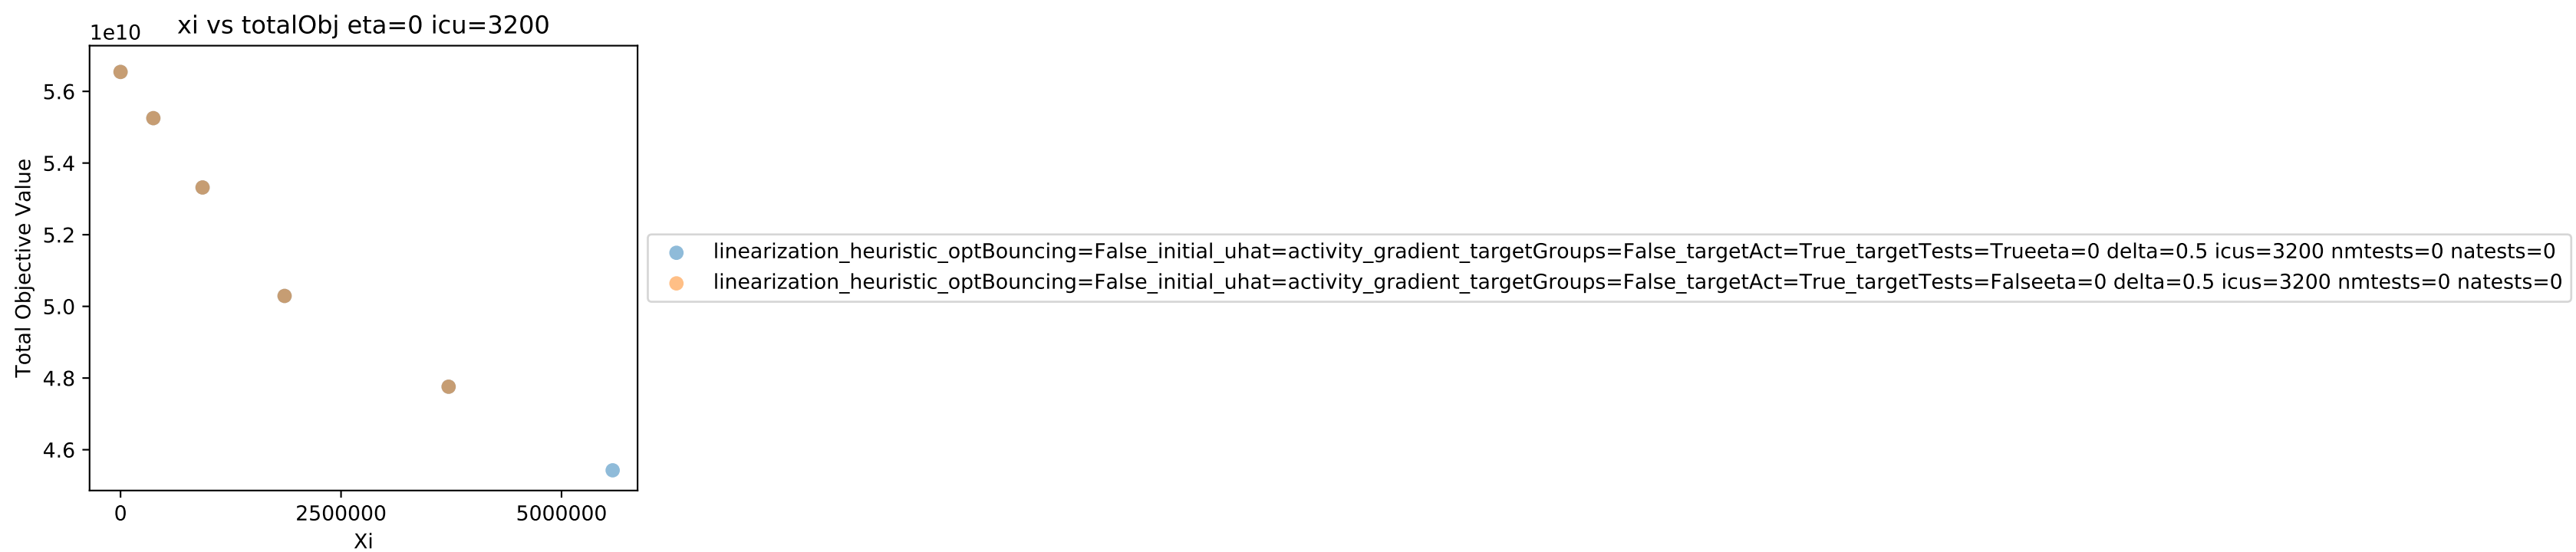 xi vs totalObj eta=0 icu=3200
1e10
5.6
5.4
5.2
5.0
4.8
4.6
Total Objective Value
0
2500000
5000000
Xi
linearization_heuristic_optBouncing=False_initial_uhat=activity_gradient_targetGroups=False_targetAct=True_targetTests=Trueeta=0 delta=0.5 icus=3200 nmtests=0 natests=0
linearization_heuristic_optBouncing=False_initial_uhat=activity_gradient_targetGroups=False_targetAct=True_targetTests=Falseeta=0 delta=0.5 icus=3200 nmtests=0 natests=0